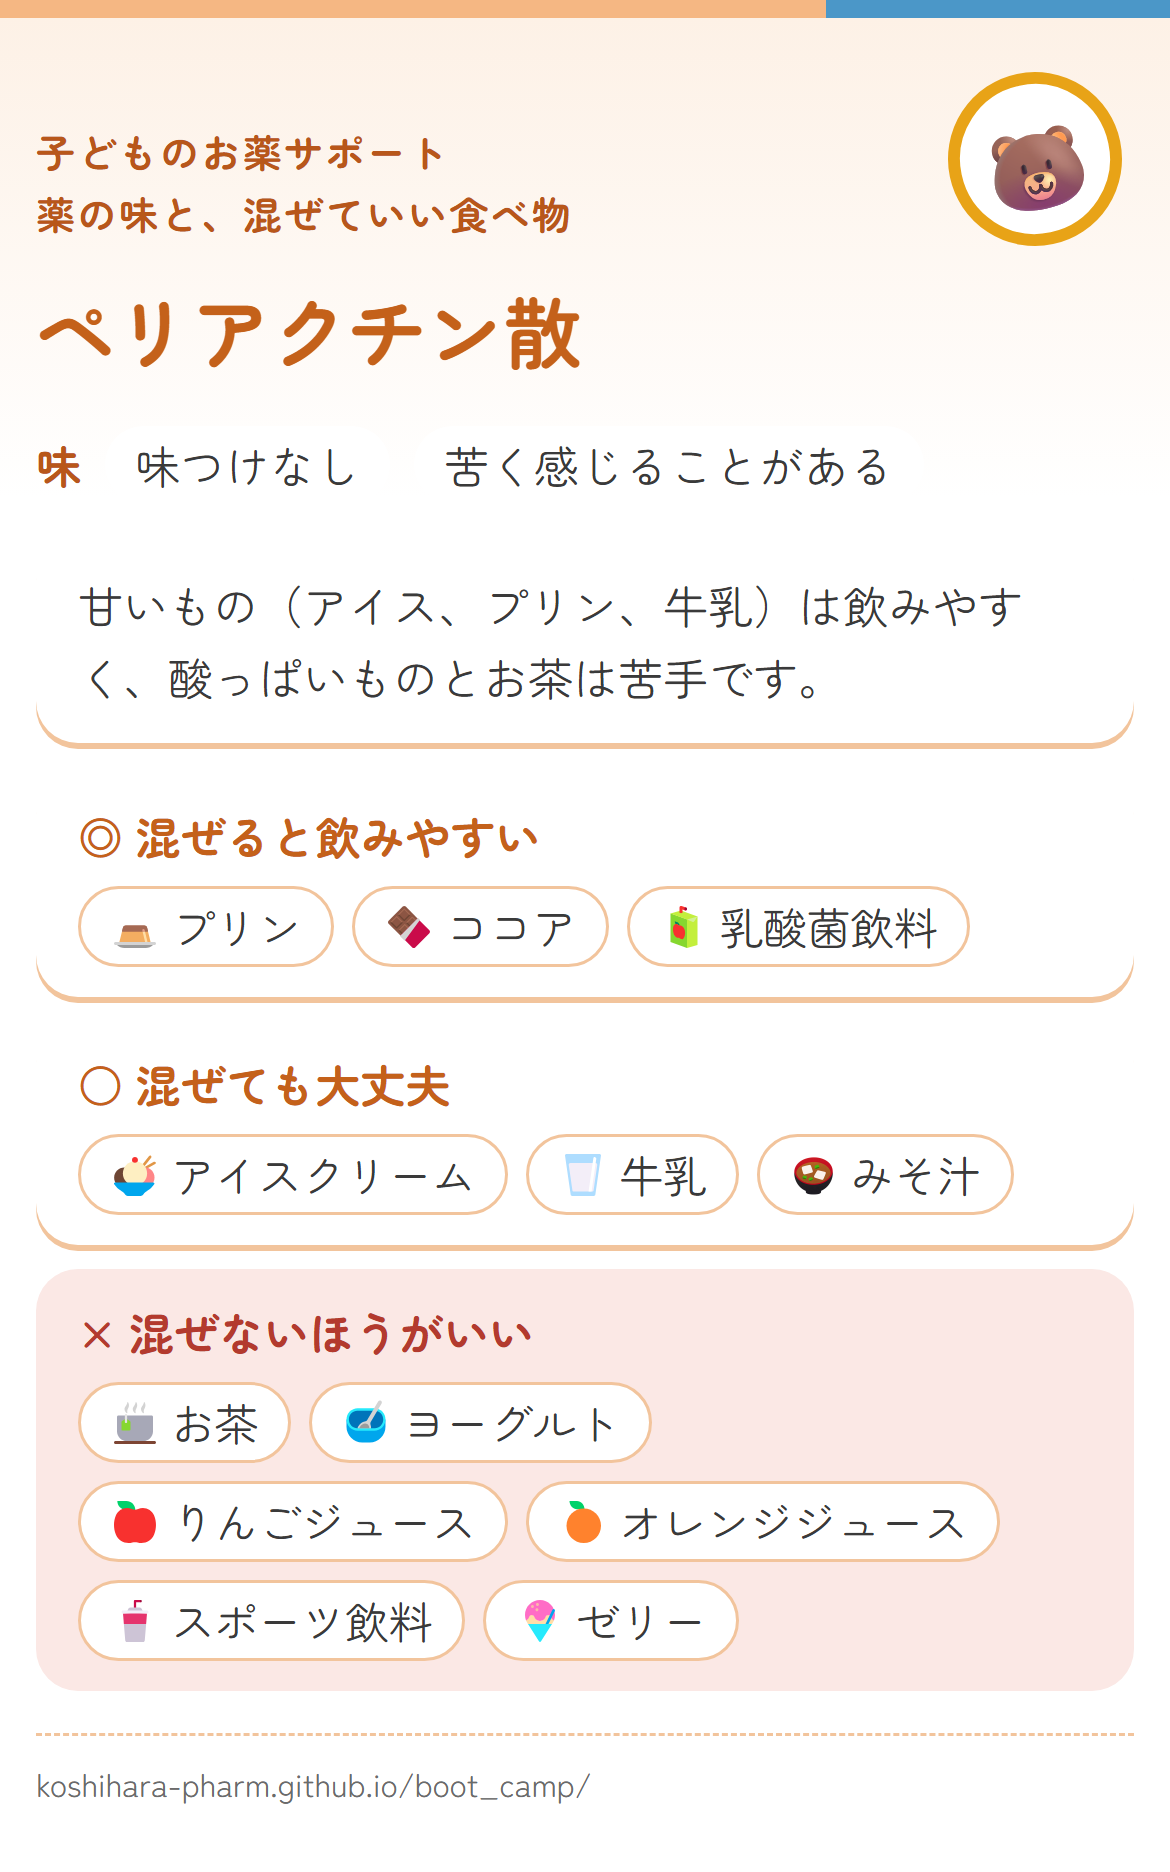 子どものお薬サポート
薬の味と、混ぜていい食べ物
ペリアクチン散
味 味つけなし 苦く感じることがある
甘いもの（アイス、プリン、牛乳）は飲みやす
く、酸っぱいものとお茶は苦手です。
◎ 混ぜると飲みやすい
プリン ココア 乳酸菌飲料
○ 混ぜても大丈夫
アイスクリーム 牛乳 みそ汁
× 混ぜないほうがいい
お茶 ヨーグルト
りんごジュース オレンジジュース
スポーツ飲料 ゼリー
koshihara-pharm.github.io/boot_camp/